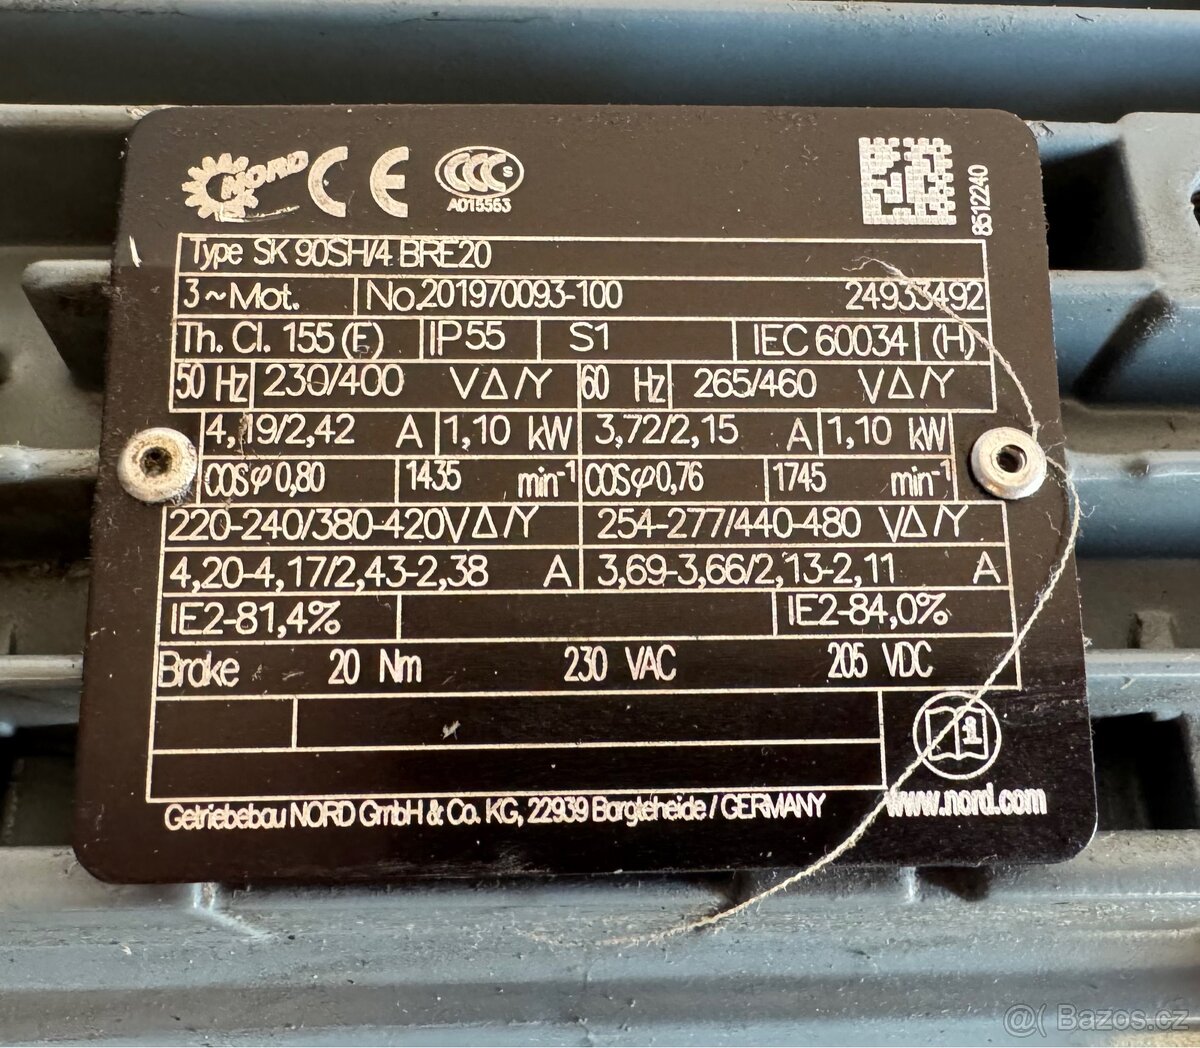 NORD CE CCC S
A015563
8512240
Type SK 90SH/4 BRE20
3~Mot. No.201970093-100 24933492
Th. Cl. 155 (F) IP55 S1 IEC 60034 (H)
50 Hz 230/400 VΔ/Y 60 Hz 265/460 VΔ/Y
4,19/2,42 A 1,10 kW 3,72/2,15 A 1,10 kW
COSφ 0,80 1435 min-1 COSφ 0,76 1745 min-1
220-240/380-420VΔ/Y 254-277/440-480 VΔ/Y
4,20-4,17/2,43-2,38 A 3,69-3,66/2,13-2,11 A
IE2-81,4% IE2-84,0%
Brake 20 Nm 230 VAC 205 VDC
Getriebebau NORD GmbH & Co. KG, 22939 Bargteheide / GERMANY www.nord.com
@( Bazos.cz